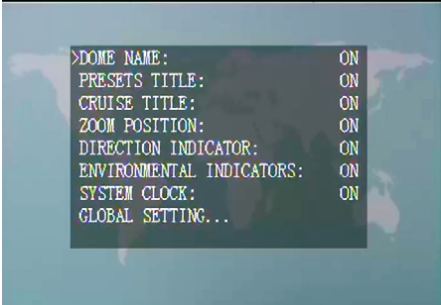 >DOME NAME: ON
PRESETS TITLE: ON
CRUISE TITLE: ON
ZOOM POSITION: ON
DIRECTION INDICATOR: ON
ENVIRONMENTAL INDICATORS: ON
SYSTEM CLOCK: ON
GLOBAL SETTING...